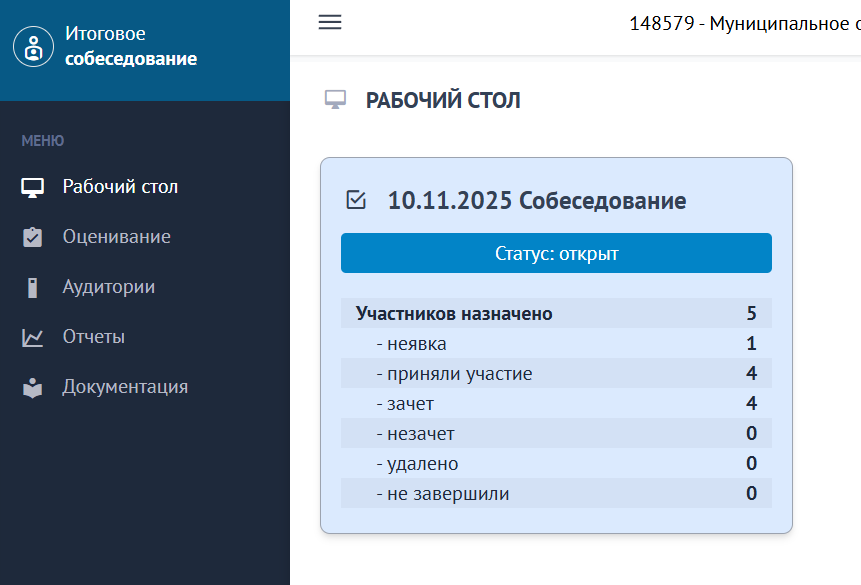 Итоговое
собеседование
148579 - Муниципальное
МЕНЮ
Рабочий стол
Оценивание
Аудитории
Отчеты
Документация
РАБОЧИЙ СТОЛ
10.11.2025 Собеседование
Статус: открыт
Участников назначено 5
- неявка 1
- приняли участие 4
- зачет 4
- незачет 0
- удалено 0
- не завершили 0